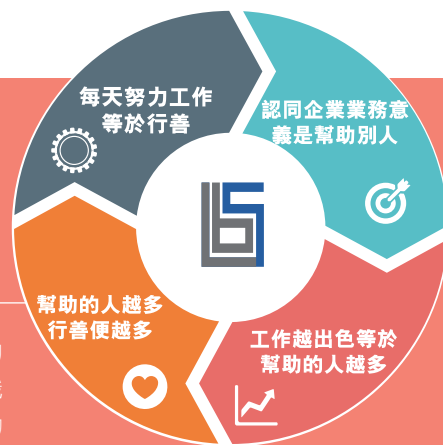 每天努力工作
等於行善
認同企業業務意
義是幫助別人
幫助的人越多
行善便越多
工作越出色等於
幫助的人越多